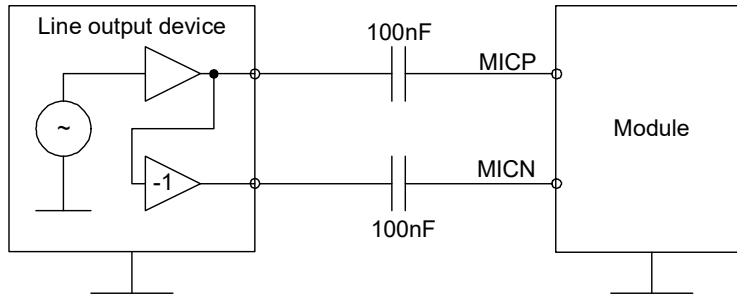 Line output device
100nF
MICP
~
Module
-1
MICN
100nF